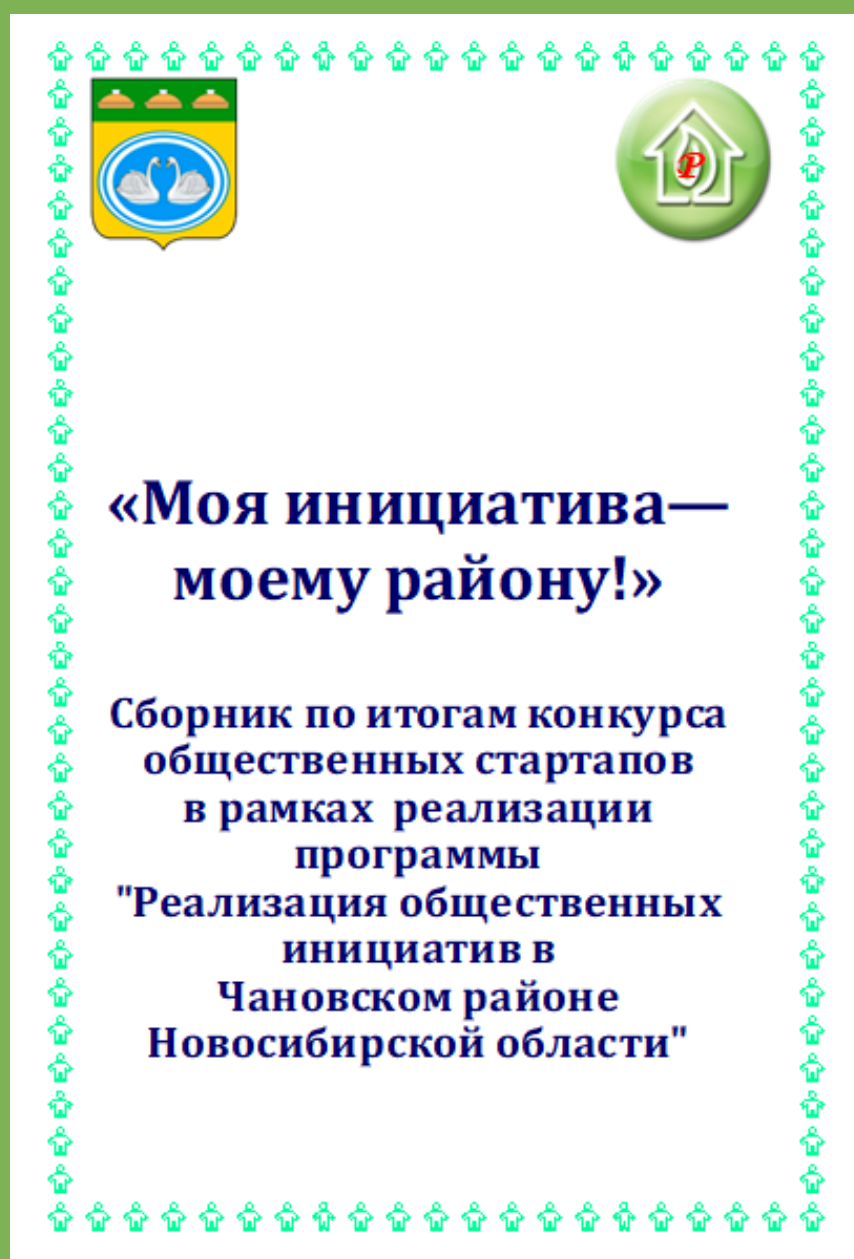 Р
«Моя инициатива—
моему району!»
Сборник по итогам конкурса
общественных стартапов
в рамках реализации
программы
"Реализация общественных
инициатив в
Чановском районе
Новосибирской области"